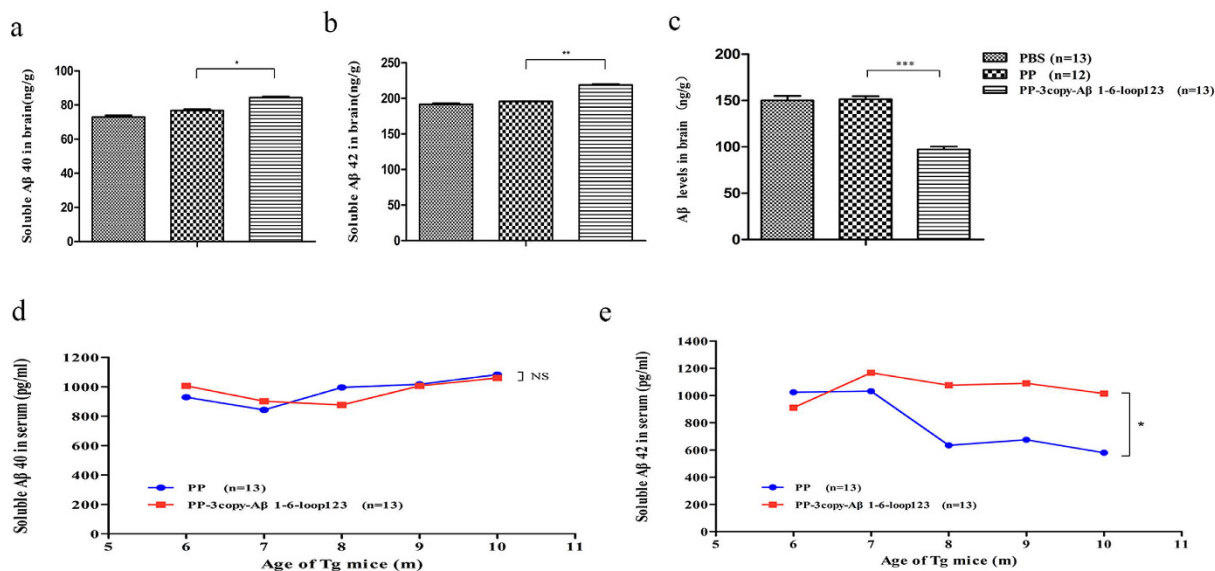 a
Soluble Aβ 40 in brain(ng/g)
100
80
60
40
20
0
*
b
Soluble Aβ 42 in brain(ng/g)
250
200
150
100
50
0
**
c
Aβ levels in brain (ng/g)
200
150
100
50
0
***
PBS (n=13)
PP (n=12)
PP-3copy-Aβ 1-6-loop123 (n=13)
d
Soluble Aβ 40 in serum (pg/ml)
1200
1000
800
600
400
200
0
NS
PP (n=13)
PP-3copy-Aβ 1-6-loop123 (n=13)
5 6 7 8 9 10 11
Age of Tg mice (m)
e
Soluble Aβ 42 in serum (pg/ml)
1400
1200
1000
800
600
400
200
0
*
PP (n=13)
PP-3copy-Aβ 1-6-loop123 (n=13)
5 6 7 8 9 10 11
Age of Tg mice (m)